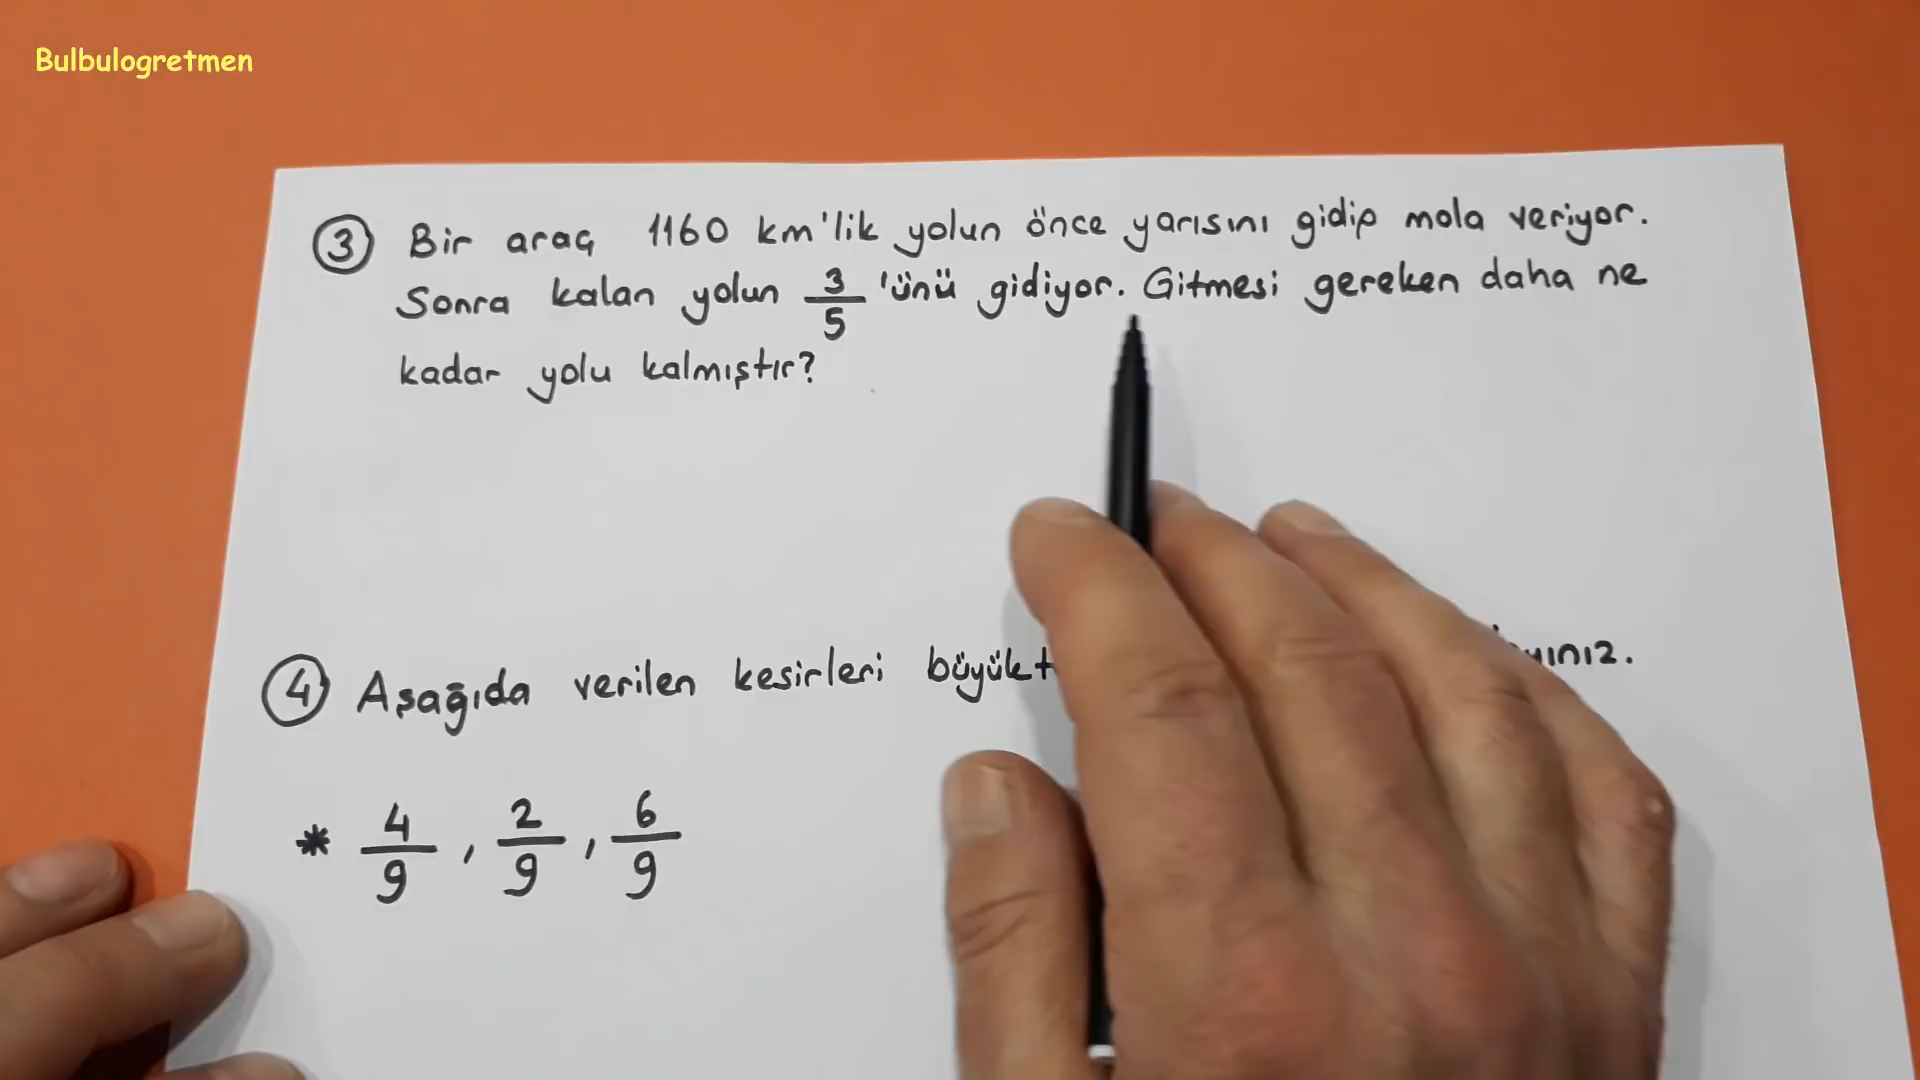 Bulbulogretmen
3 Bir araç 1160 km'lik yolun önce yarısını gidip mola veriyor.
Sonra kalan yolun 3/5 'ünü gidiyor. Gitmesi gereken daha ne
kadar yolu kalmıştır?
4 Aşağıda verilen kesirleri
* 4/9, 2/9, 6/9